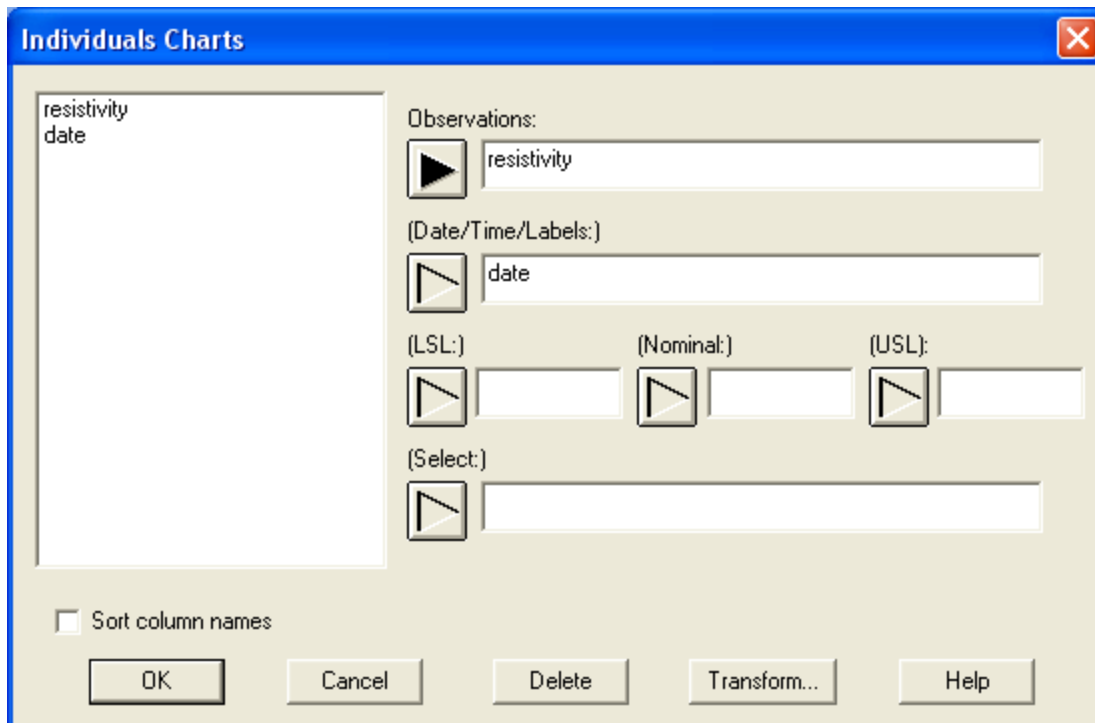 Individuals Charts
resistivity
date
Observations:
resistivity
(Date/Time/Labels:)
date
(LSL:) (Nominal:) (USL):
(Select:)
Sort column names
OK Cancel Delete Transform... Help